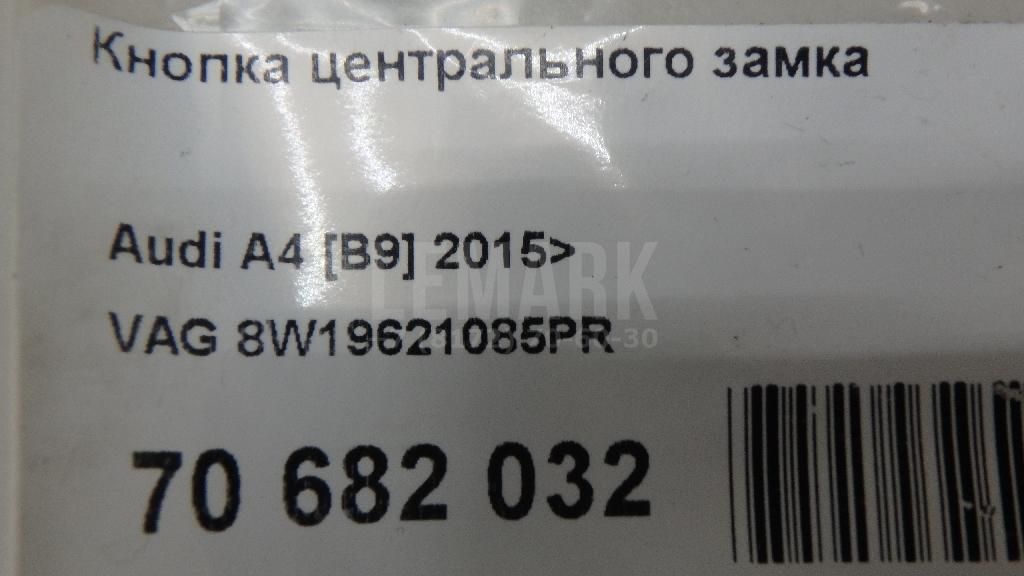 Кнопка центрального замка
Audi A4 [B9] 2015>
LEMARK
VAG 8W19621085PR
70 682 032